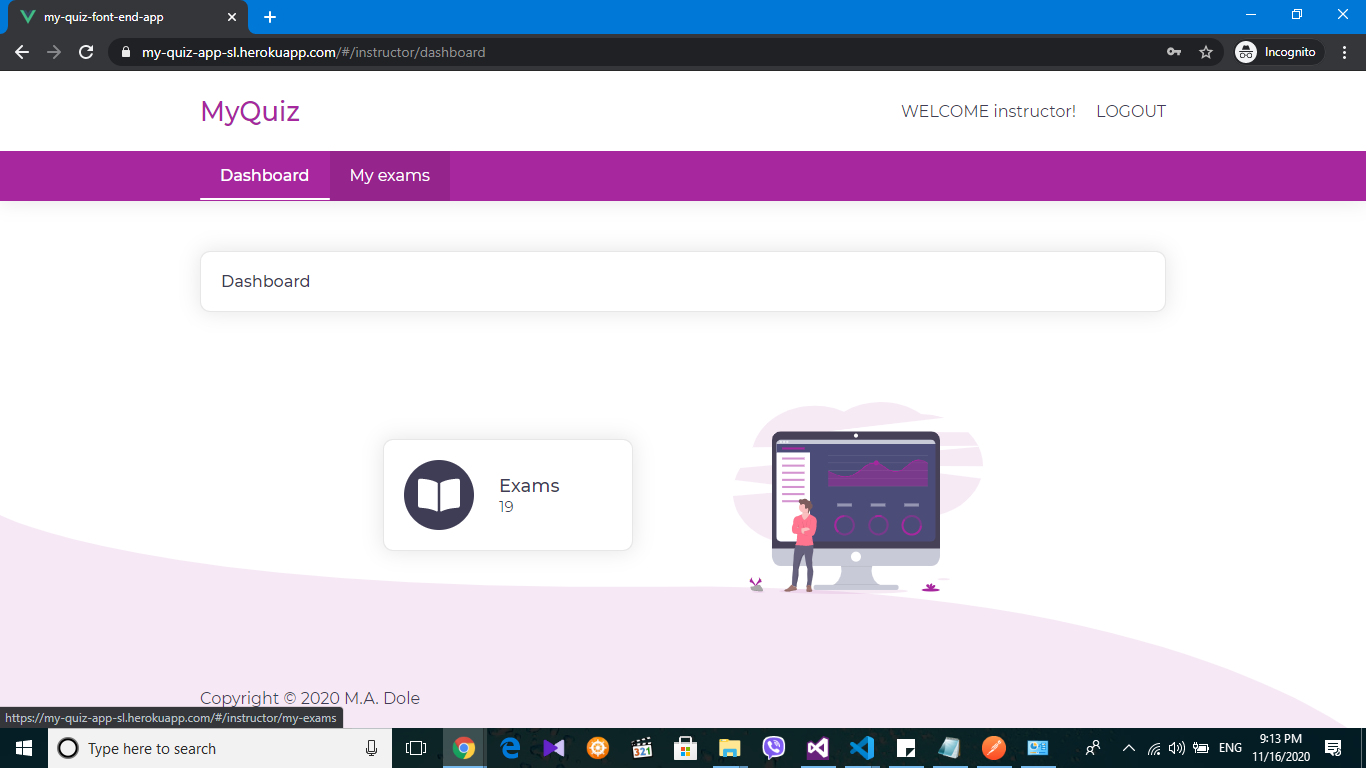 my-quiz-font-end-app
my-quiz-app-sl.herokuapp.com/#/instructor/dashboard
Incognito
MyQuiz
WELCOME instructor!
LOGOUT
Dashboard
My exams
Dashboard
Exams
19
Copyright © 2020 M.A. Dole
https://my-quiz-app-sl.herokuapp.com/#/instructor/my-exams
Type here to search
321
ENG
9:13 PM
11/16/2020